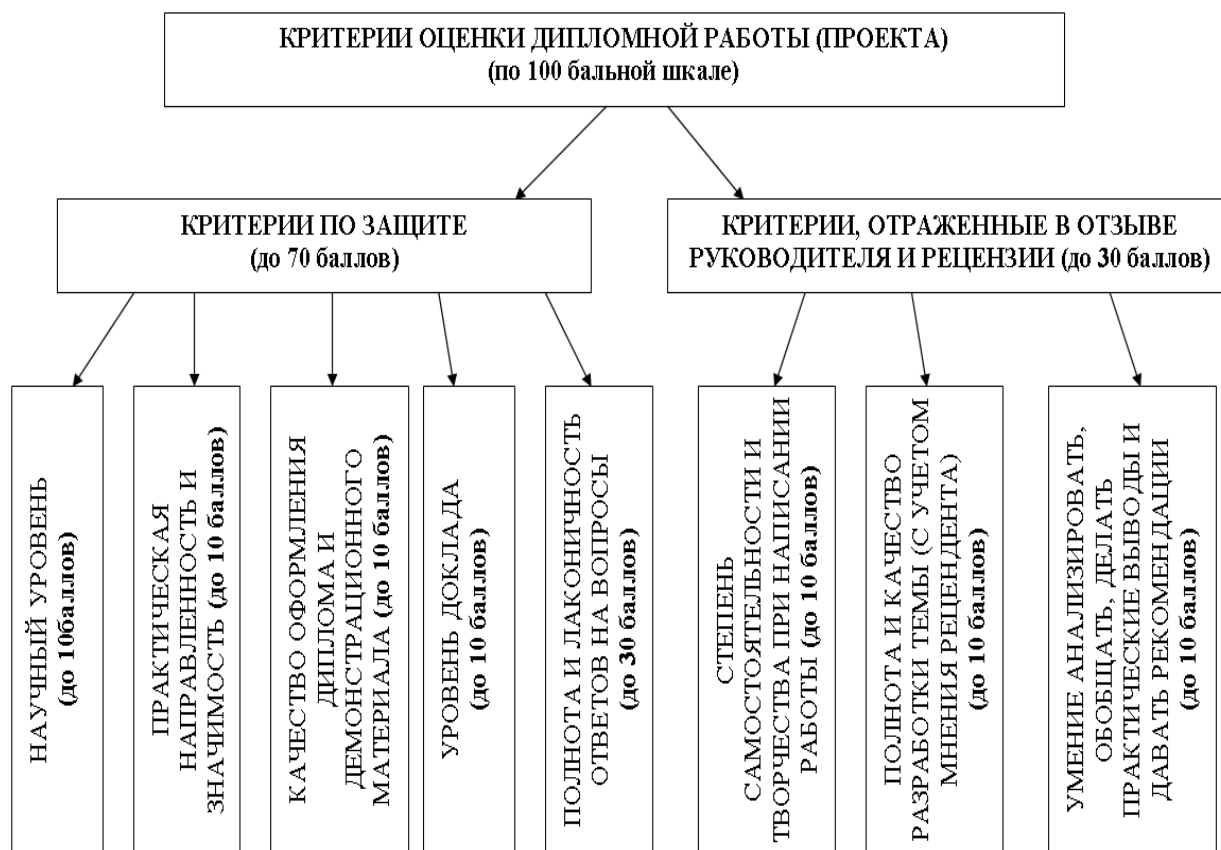 КРИТЕРИИ ОЦЕНКИ ДИПЛОМНОЙ РАБОТЫ (ПРОЕКТА)
(по 100 бальной шкале)
КРИТЕРИИ ПО ЗАЩИТЕ
(до 70 баллов)
КРИТЕРИИ, ОТРАЖЕННЫЕ В ОТЗЫВЕ
РУКОВОДИТЕЛЯ И РЕЦЕНЗИИ (до 30 баллов)
НАУЧНЫЙ УРОВЕНЬ
(до 10баллов)
ПРАКТИЧЕСКАЯ
НАПРАВЛЕННОСТЬ И
ЗНАЧИМОСТЬ (до 10 баллов)
КАЧЕСТВО ОФОРМЛЕНИЯ
ДИПЛОМА И
ДЕМОНСТРАЦИОННОГО
МАТЕРИАЛА (до 10 баллов)
УРОВЕНЬ ДОКЛАДА
(до 10 баллов)
ПОЛНОТА И ЛАКОНИЧНОСТЬ
ОТВЕТОВ НА ВОПРОСЫ
(до 30 баллов)
СТЕПЕНЬ
САМОСТОЯТЕЛЬНОСТИ И
ТВОРЧЕСТВА ПРИ НАПИСАНИИ
РАБОТЫ (до 10 баллов)
ПОЛНОТА И КАЧЕСТВО
РАЗРАБОТКИ ТЕМЫ (С УЧЕТОМ
МНЕНИЯ РЕЦЕНДЕНТА)
(до 10 баллов)
УМЕНИЕ АНАЛИЗИРОВАТЬ,
ОБОБЩАТЬ, ДЕЛАТЬ
ПРАКТИЧЕСКИЕ ВЫВОДЫ И
ДАВАТЬ РЕКОМЕНДАЦИИ
(до 10 баллов)